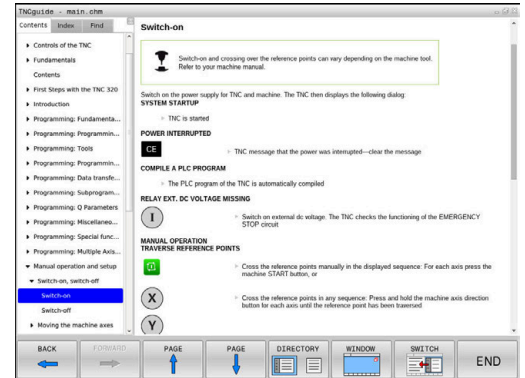 TNCguide - main.chm
Contents Index Find
Controls of the TNC
Fundamentals
Contents
First Steps with the TNC 320
Introduction
Programming: Fundamenta...
Programming: Programmin...
Programming: Tools
Programming: Programmin...
Programming: Data transfe...
Programming: Subprogram...
Programming: Q Parameters
Programming: Miscellaneo...
Programming: Special func...
Programming: Multiple Axis...
Manual operation and setup
Switch-on, switch-off
Switch-on
Switch-off
Moving the machine axes
Switch-on
Switch-on and crossing over the reference points can vary depending on the machine tool.
Refer to your machine manual.
Switch on the power supply for TNC and machine. The TNC then displays the following dialog:
SYSTEM STARTUP
TNC is started
POWER INTERRUPTED
CE
TNC message that the power was interrupted—clear the message
COMPILE A PLC PROGRAM
The PLC program of the TNC is automatically compiled
RELAY EXT. DC VOLTAGE MISSING
I
Switch on external dc voltage. The TNC checks the functioning of the EMERGENCY
STOP circuit
MANUAL OPERATION
TRAVERSE REFERENCE POINTS
Cross the reference points manually in the displayed sequence: For each axis press the
machine START button, or
X
Cross the reference points in any sequence: Press and hold the machine axis direction
button for each axis until the reference point has been traversed
Y
BACK FORWARD PAGE PAGE DIRECTORY WINDOW SWITCH END